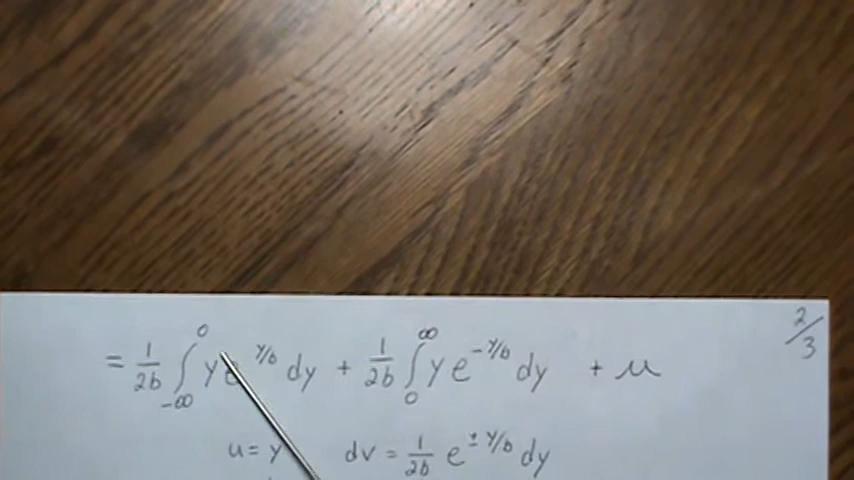 2/3
= 1/2b ∫_{-∞}^{0} y e^{y/b} dy + 1/2b ∫_{0}^{∞} y e^{-y/b} dy + μ
u = y dv = 1/2b e^{± y/b} dy